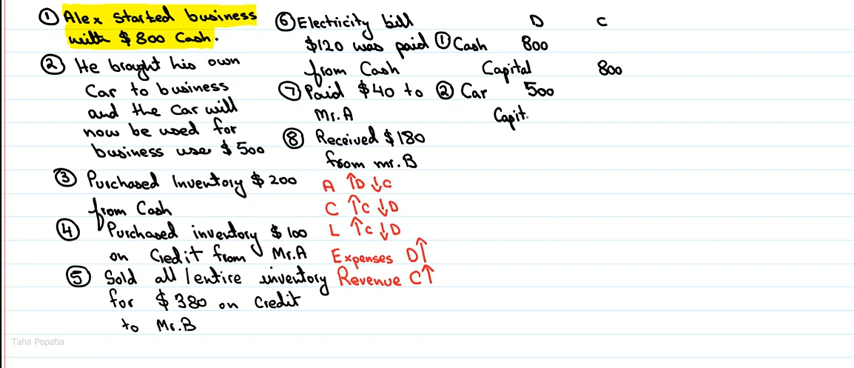 ① Alex started business
with $800 Cash.
② He brought his own
Car to business
and the Car will
now be used for
business use $500
③ Purchased Inventory $200
from Cash
④ Purchased inventory $100
on Credit from Mr.A
⑤ Sold all/entire inventory
for $380 on Credit
to Mr.B
⑥ Electricity bill
$120 was paid
from Cash
⑦ Paid $40 to
Mr.A
⑧ Received $180
from mr.B
A ↑D ↓C
C ↑C ↓D
L ↑C ↓D
Expenses D↑
Revenue C↑
D C
① Cash 800
Capital 800
② Car 500
Capit.
Taha Popatia